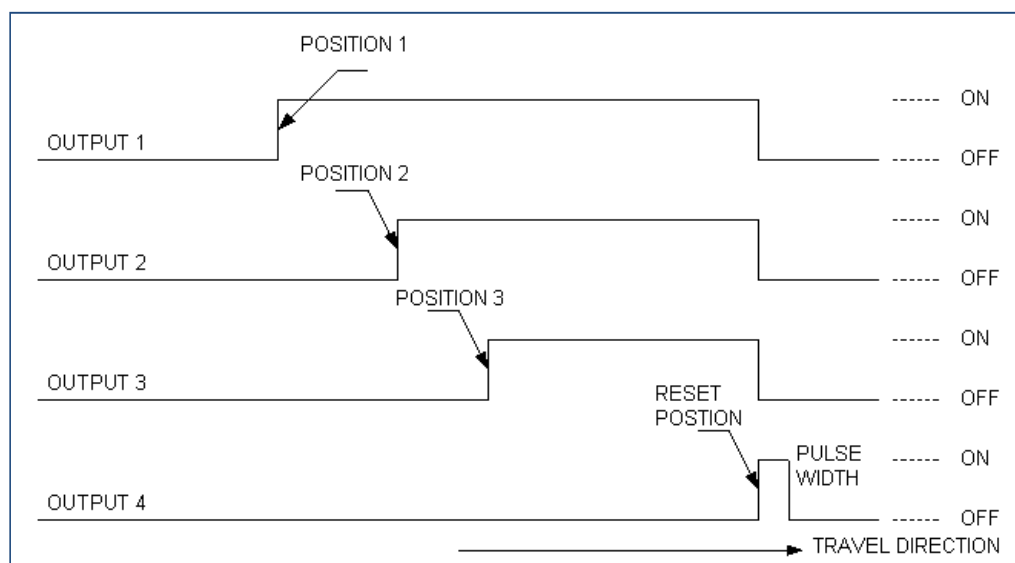 POSITION 1
------ ON
OUTPUT 1
------ OFF
POSITION 2
------ ON
OUTPUT 2
------ OFF
POSITION 3
------ ON
OUTPUT 3
------ OFF
RESET
POSTION
PULSE
WIDTH
------ ON
OUTPUT 4
------ OFF
TRAVEL DIRECTION